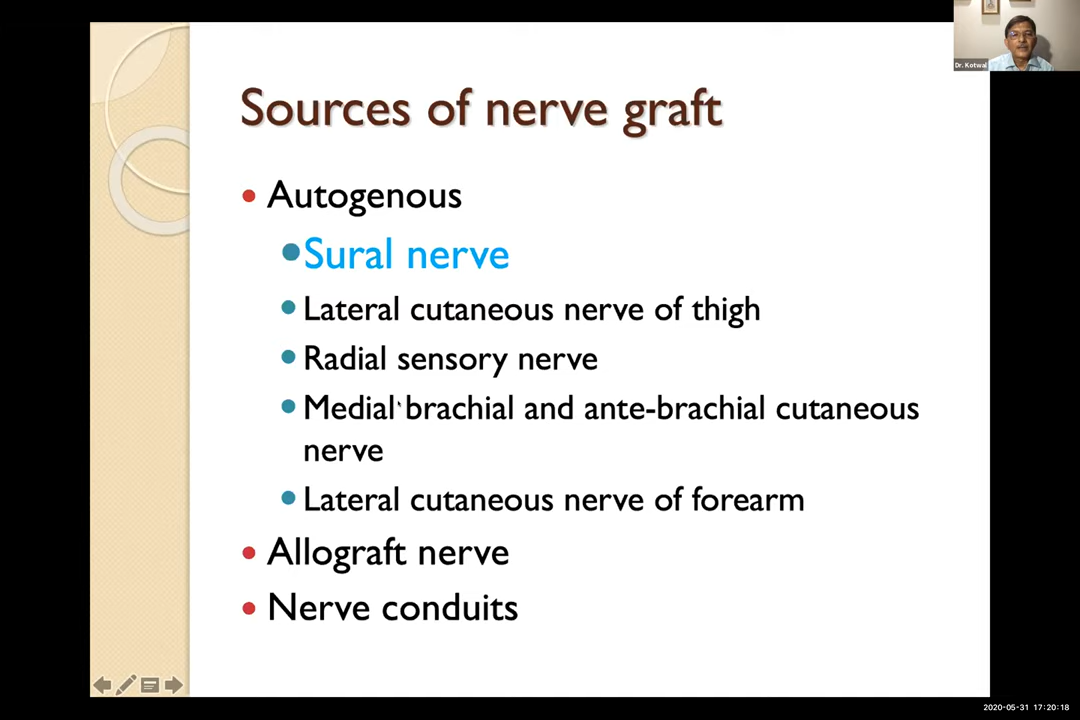 Dr. Kotwal
Sources of nerve graft
Autogenous
Sural nerve
Lateral cutaneous nerve of thigh
Radial sensory nerve
Medial brachial and ante-brachial cutaneous
nerve
Lateral cutaneous nerve of forearm
Allograft nerve
Nerve conduits
2020-05-31 17:20:18